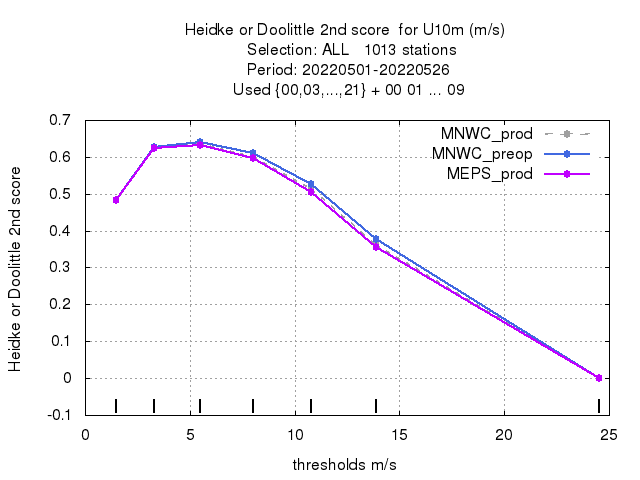 Heidke or Doolittle 2nd score  for U10m (m/s)
Selection: ALL   1013 stations
Period: 20220501-20220526
Used {00,03,...,21} + 00 01 ... 09
MNWC_prod
MNWC_preop
MEPS_prod
Heidke or Doolittle 2nd score
0.7
0.6
0.5
0.4
0.3
0.2
0.1
0
-0.1
0 5 10 15 20 25
thresholds m/s